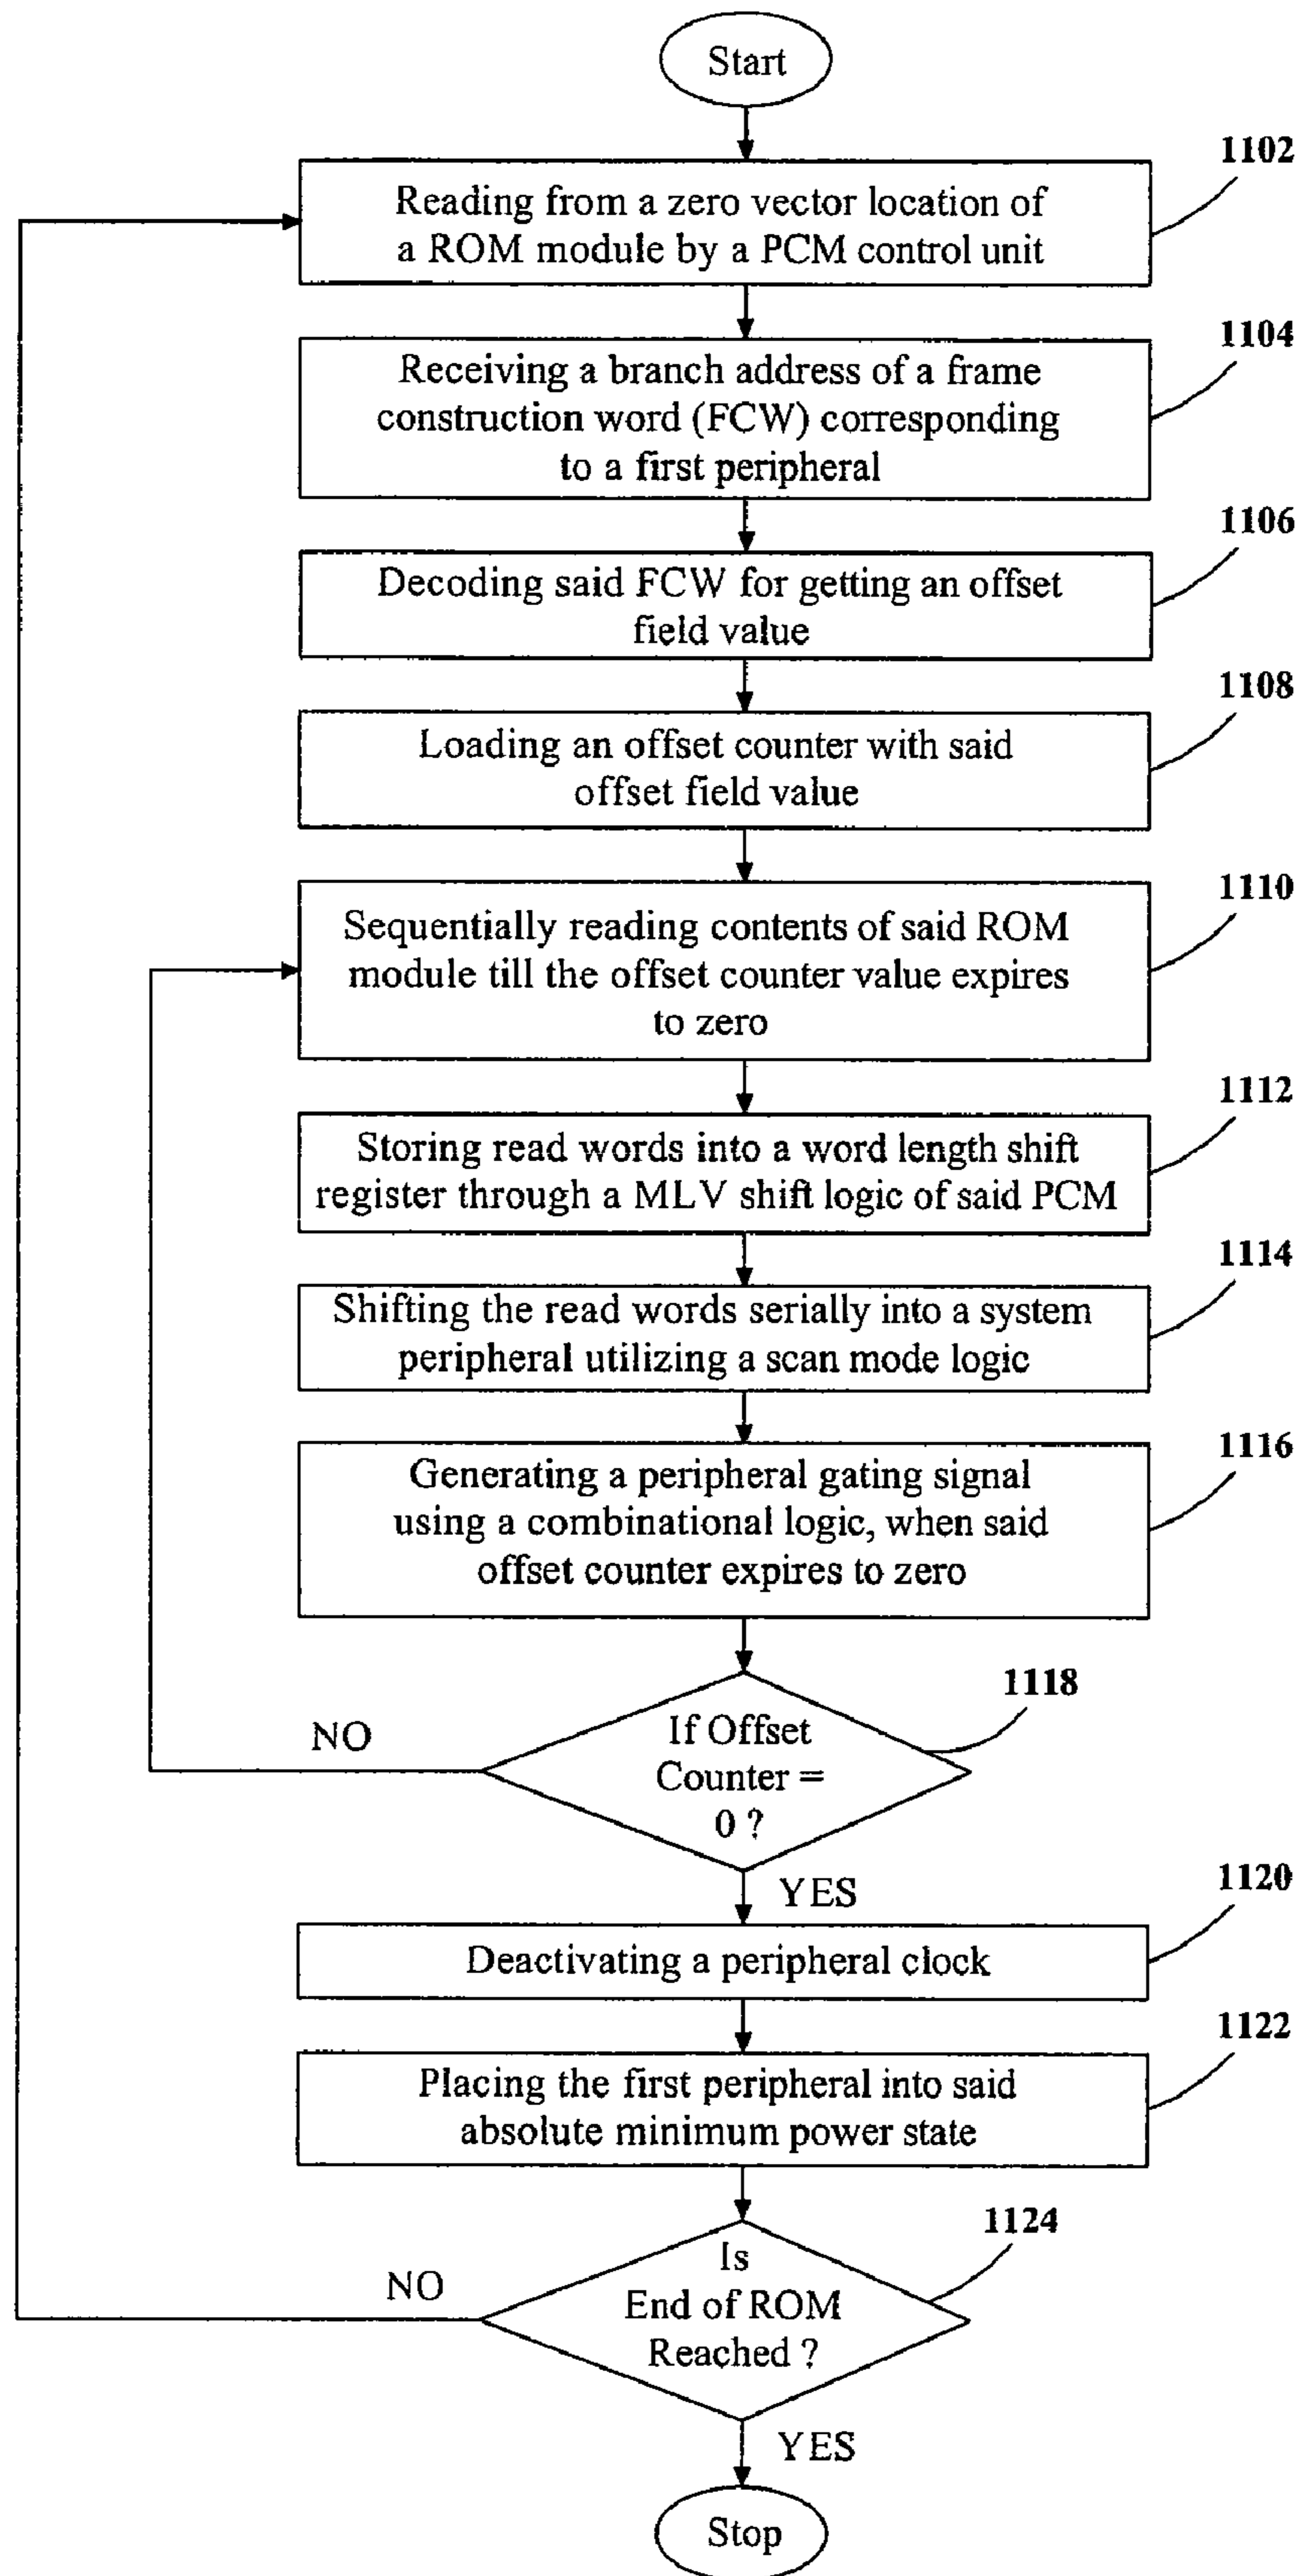 Start
1102
Reading from a zero vector location of
a ROM module by a PCM control unit
1104
Receiving a branch address of a frame
construction word (FCW) corresponding
to a first peripheral
1106
Decoding said FCW for getting an offset
field value
1108
Loading an offset counter with said
offset field value
1110
Sequentially reading contents of said ROM
module till the offset counter value expires
to zero
1112
Storing read words into a word length shift
register through a MLV shift logic of said PCM
1114
Shifting the read words serially into a system
peripheral utilizing a scan mode logic
1116
Generating a peripheral gating signal
using a combinational logic, when said
offset counter expires to zero
1118
If Offset
Counter =
0 ?
NO
YES
1120
Deactivating a peripheral clock
1122
Placing the first peripheral into said
absolute minimum power state
1124
Is
End of ROM
Reached ?
NO
YES
Stop